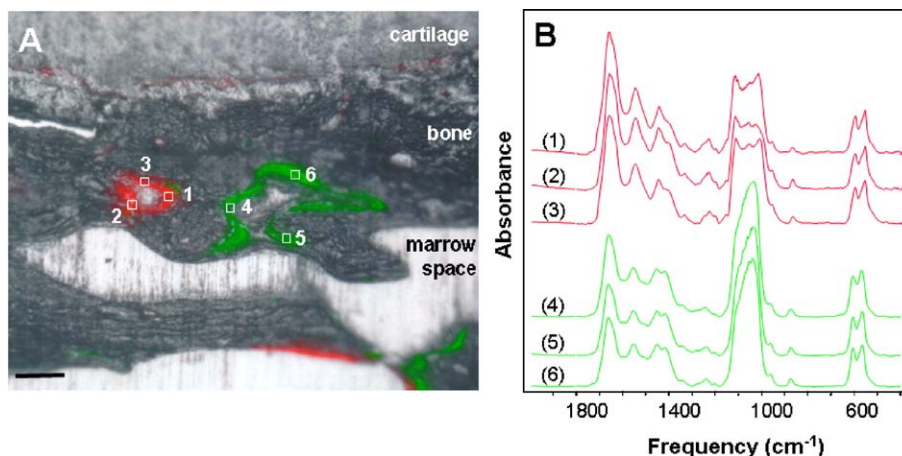 A
cartilage
bone
3
1
2
6
4
5
marrow
space
B
Absorbance
(1)
(2)
(3)
(4)
(5)
(6)
1800
1400
1000
600
Frequency (cm⁻¹)